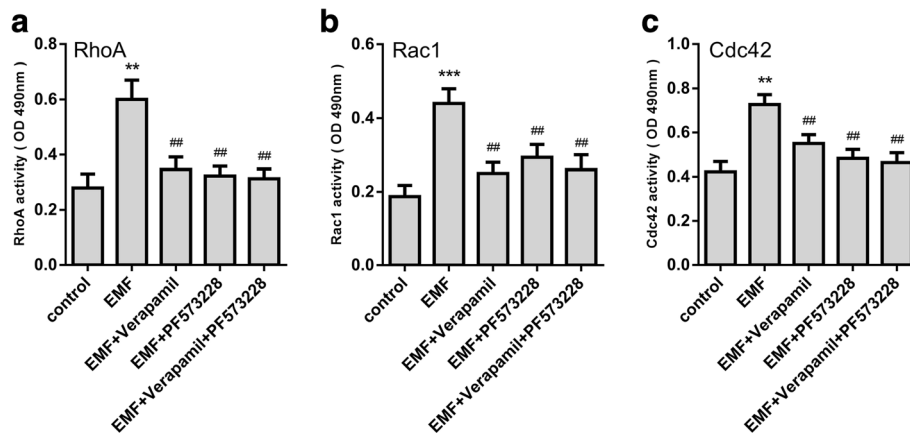 a
RhoA
RhoA activity ( OD 490nm)
0.8
0.6
0.4
0.2
0.0
**
##
##
##
control
EMF
EMF+Verapamil
EMF+PF573228
EMF+Verapamil+PF573228
b
Rac1
Rac1 activity ( OD 490nm)
0.6
0.4
0.2
0.0
***
##
##
##
control
EMF
EMF+Verapamil
EMF+PF573228
EMF+Verapamil+PF573228
c
Cdc42
Cdc42 activity ( OD 490nm)
1.0
0.8
0.6
0.4
0.2
0.0
**
##
##
##
control
EMF
EMF+Verapamil
EMF+PF573228
EMF+Verapamil+PF573228